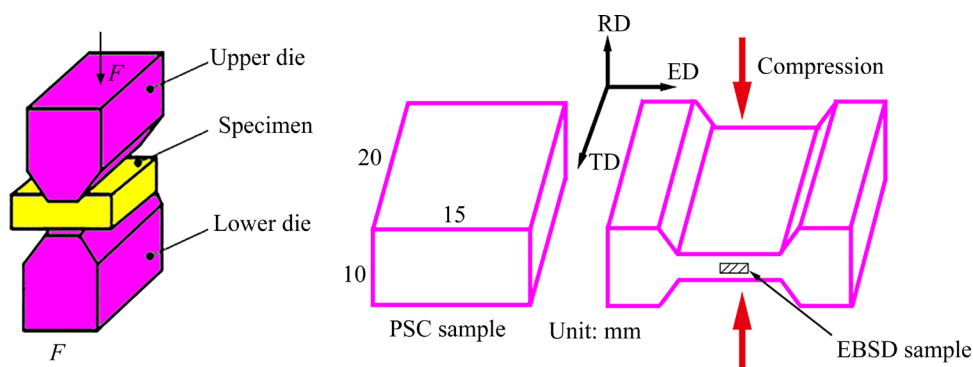 F
Upper die
Specimen
Lower die
F
20
15
10
PSC sample
Unit: mm
RD
ED
TD
Compression
EBSD sample